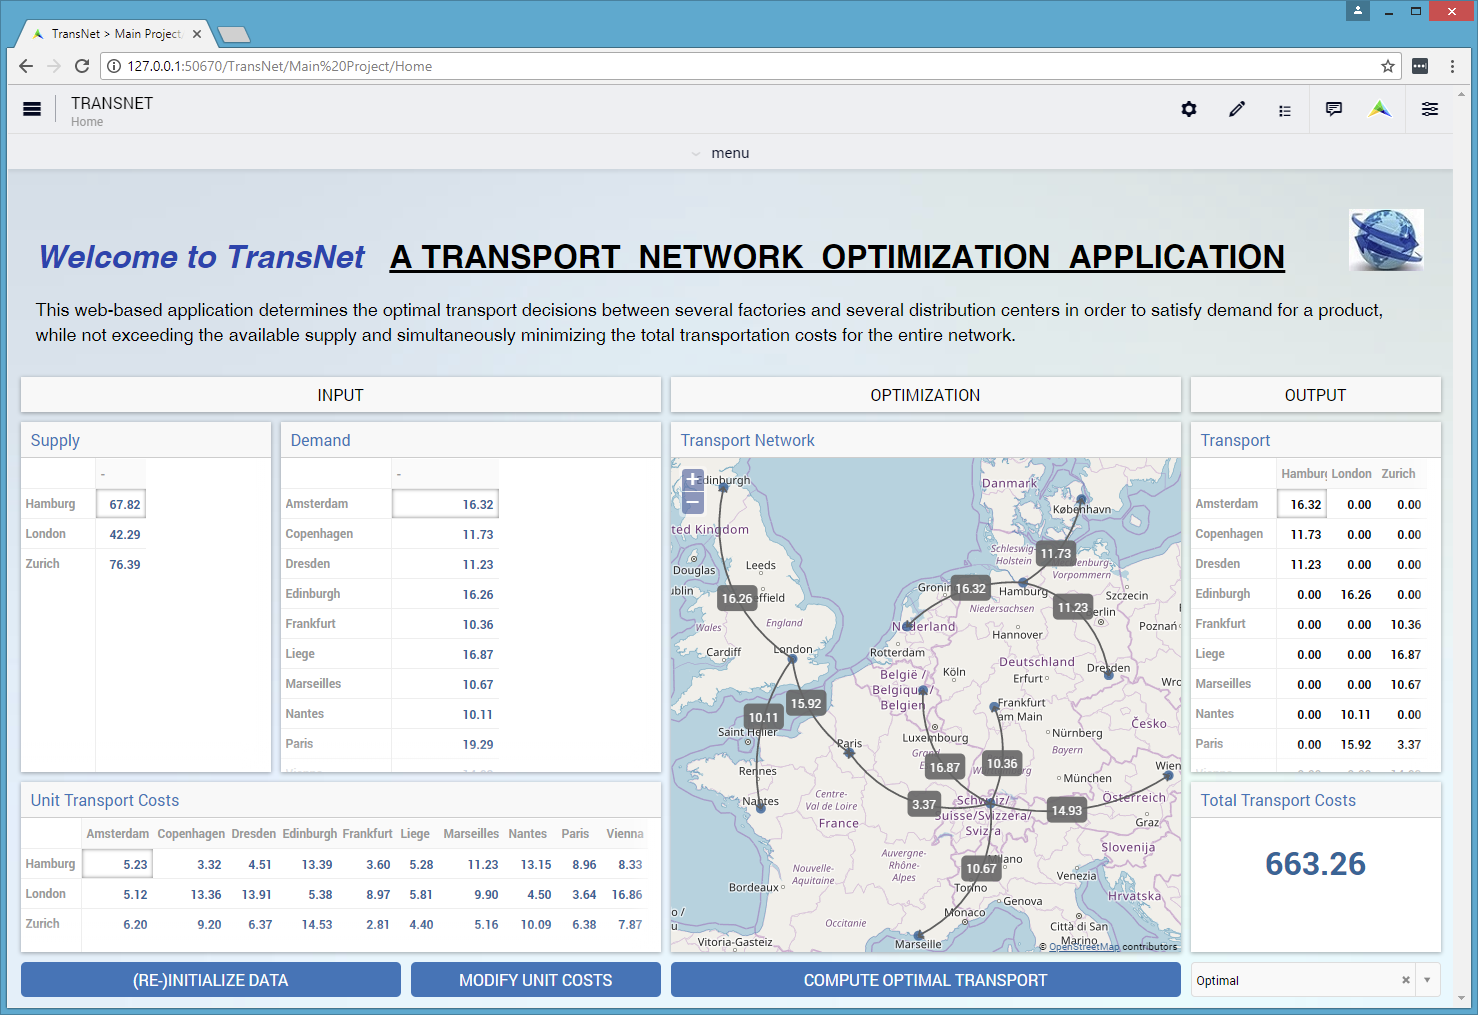 TransNet > Main Project
127.0.0.1:50670/TransNet/Main%20Project/Home
TRANSNET
Home
menu
Welcome to TransNet A TRANSPORT NETWORK OPTIMIZATION APPLICATION
This web-based application determines the optimal transport decisions between several factories and several distribution centers in order to satisfy demand for a product,
while not exceeding the available supply and simultaneously minimizing the total transportation costs for the entire network.
INPUT
OPTIMIZATION
OUTPUT
Supply
-
Hamburg 67.82
London 42.29
Zurich 76.39
Demand
-
Amsterdam 16.32
Copenhagen 11.73
Dresden 11.23
Edinburgh 16.26
Frankfurt 10.36
Liege 16.87
Marseilles 10.67
Nantes 10.11
Paris 19.29
Transport Network
+
−
dinburgh
Danmark
København
ted Kingdom
11.73
Schleswig-
Holstein
lenburg-
Vorpommern
Douglas
Leeds
blin
16.26
effield
Groni
16.32
Hamburg
11.23
Szczecin
erlin
Niedersachsen
England
Wales
Nederland
Hannover
Poznań
Cardiff
London
Rotterdam
Deutschland
Dresden
Köln
Erfurt
België /
Belgique /
Belgien
Wro
15.92
10.11
Frankfurt
am Main
Saint Helier
Česko
Paris
Luxembourg
Nürnberg
Bayern
Grand
E
16.87
10.36
Rennes
München
Wien
Nantes
Centre-
Val de Loire
3.37
Schweiz/
Suisse/Svizzera/
Svizra
14.93
Österreich
France
Graz
Auvergne-
Rhône-
Alpes
Slovenija
Nouvelle-
Aquitaine
10.67
Milano
Torino
Venezia
Bordeaux
Hrvatska
Genova
Monaco
Occitanie
Città di San
Marino
Vitoria-Gasteiz
Marseille
© OpenStreetMap contributors
Transport
Hamburg London Zurich
Amsterdam 16.32 0.00 0.00
Copenhagen 11.73 0.00 0.00
Dresden 11.23 0.00 0.00
Edinburgh 0.00 16.26 0.00
Frankfurt 0.00 0.00 10.36
Liege 0.00 0.00 16.87
Marseilles 0.00 0.00 10.67
Nantes 0.00 10.11 0.00
Paris 0.00 15.92 3.37
Unit Transport Costs
Amsterdam Copenhagen Dresden Edinburgh Frankfurt Liege Marseilles Nantes Paris Vienna
Hamburg 5.23 3.32 4.51 13.39 3.60 5.28 11.23 13.15 8.96 8.33
London 5.12 13.36 13.91 5.38 8.97 5.81 9.90 4.50 3.64 16.86
Zurich 6.20 9.20 6.37 14.53 2.81 4.40 5.16 10.09 6.38 7.87
Total Transport Costs
663.26
(RE-)INITIALIZE DATA
MODIFY UNIT COSTS
COMPUTE OPTIMAL TRANSPORT
Optimal